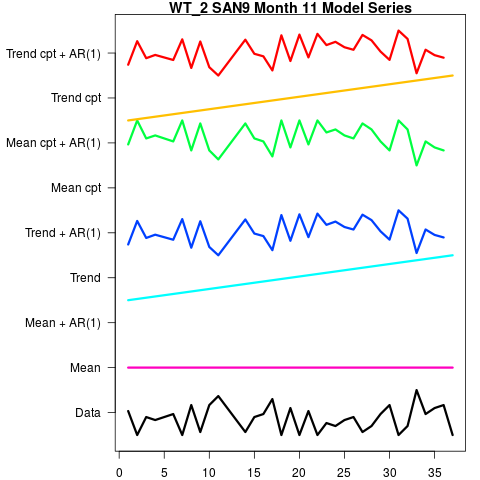 WT_2 SAN9 Month 11 Model Series
Trend cpt + AR(1)
Trend cpt
Mean cpt + AR(1)
Mean cpt
Trend + AR(1)
Trend
Mean + AR(1)
Mean
Data
0 5 10 15 20 25 30 35